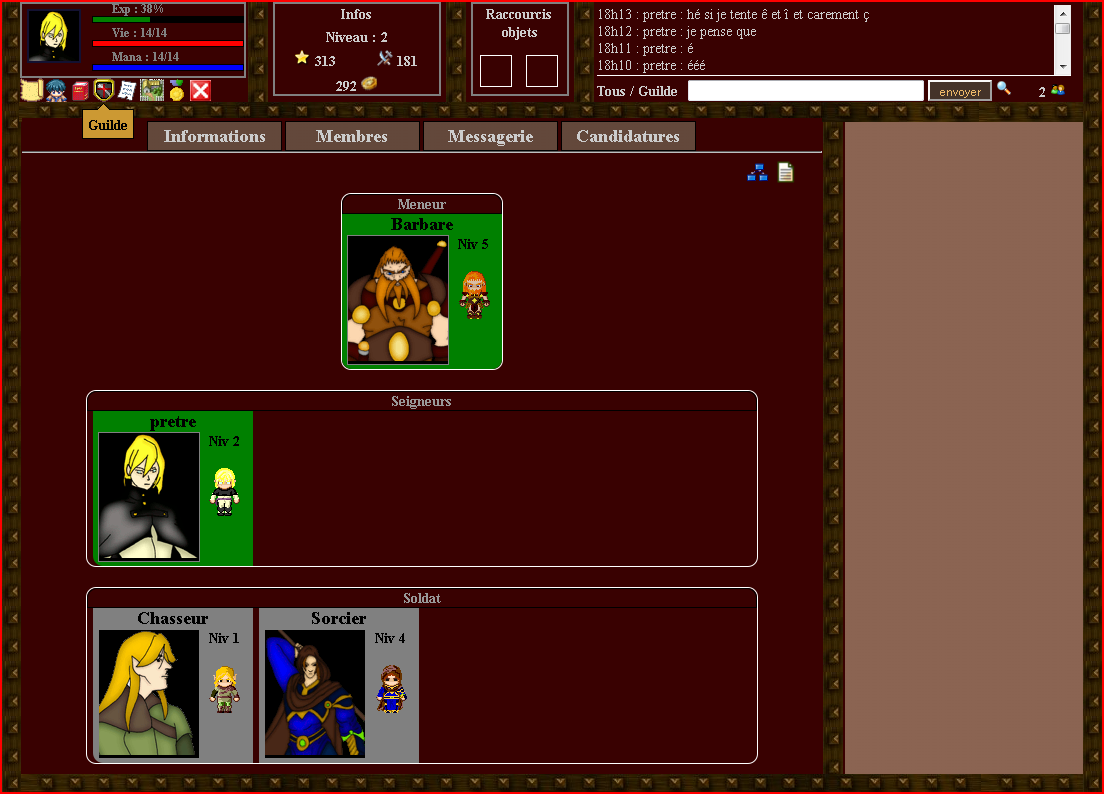 Exp : 38%
Vie : 14/14
Mana : 14/14
Infos
Niveau : 2
313
181
292
Raccourcis
objets
18h13 : pretre : hé si je tente ê et î et carement ç
18h12 : pretre : je pense que
18h11 : pretre : é
18h10 : pretre : ééé
Tous / Guilde
envoyer
2
Guilde
Informations
Membres
Messagerie
Candidatures
Meneur
Barbare
Niv 5
Seigneurs
pretre
Niv 2
Soldat
Chasseur
Niv 1
Sorcier
Niv 4